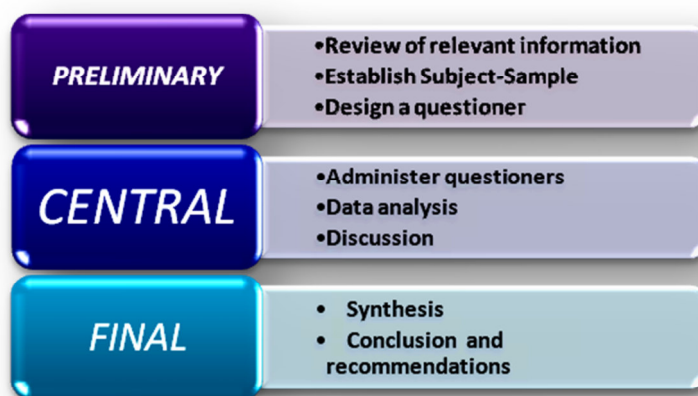 PRELIMINARY
•Review of relevant information
•Establish Subject-Sample
•Design a questioner
CENTRAL
•Administer questioners
•Data analysis
•Discussion
FINAL
• Synthesis
• Conclusion and
recommendations